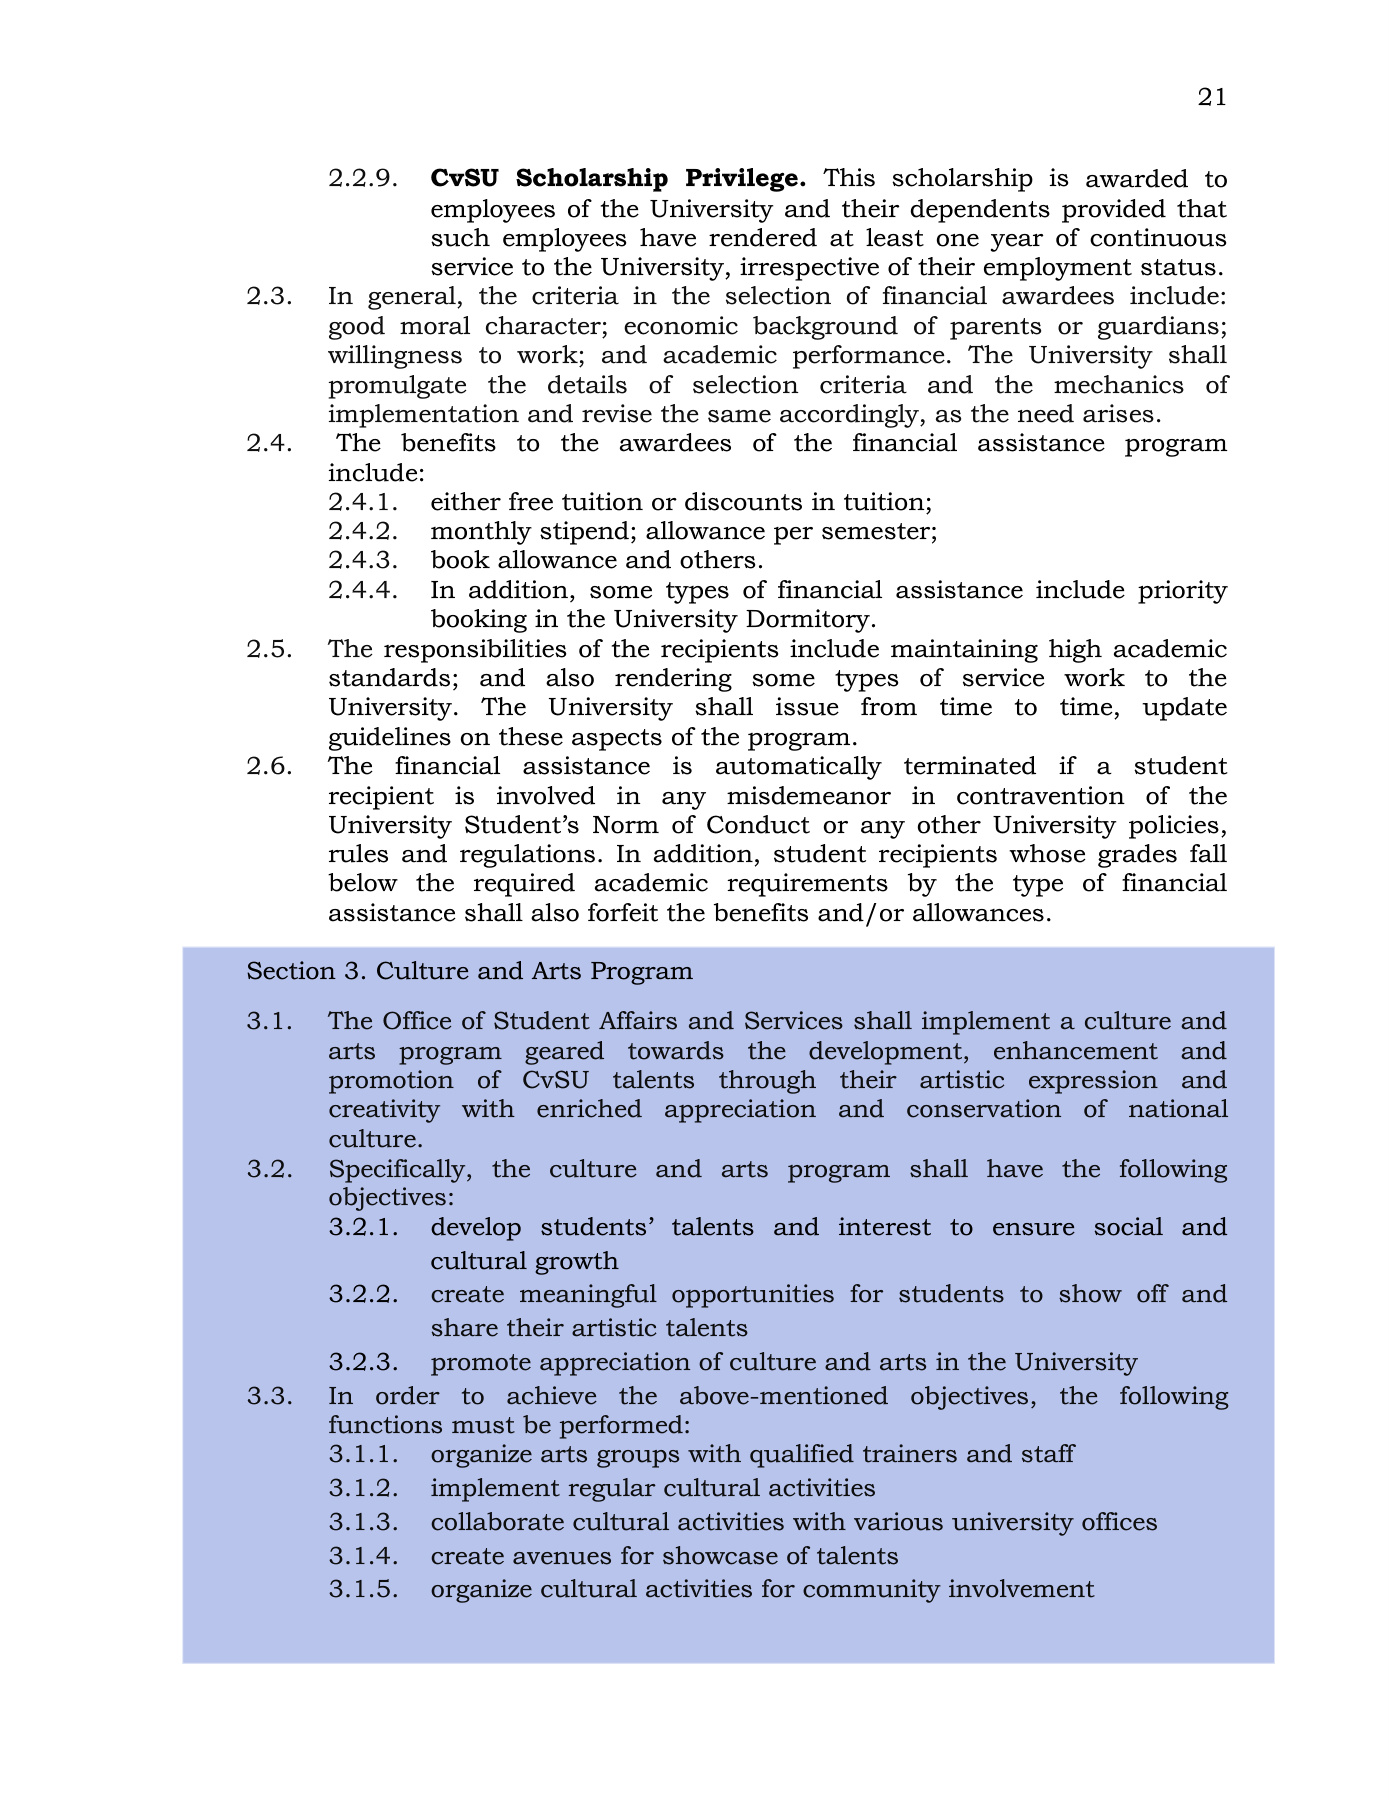 21
2.2.9. CvSU Scholarship Privilege. This scholarship is awarded to
employees of the University and their dependents provided that
such employees have rendered at least one year of continuous
service to the University, irrespective of their employment status.
2.3. In general, the criteria in the selection of financial awardees include:
good moral character; economic background of parents or guardians;
willingness to work; and academic performance. The University shall
promulgate the details of selection criteria and the mechanics of
implementation and revise the same accordingly, as the need arises.
2.4. The benefits to the awardees of the financial assistance program
include:
2.4.1. either free tuition or discounts in tuition;
2.4.2. monthly stipend; allowance per semester;
2.4.3. book allowance and others.
2.4.4. In addition, some types of financial assistance include priority
booking in the University Dormitory.
2.5. The responsibilities of the recipients include maintaining high academic
standards; and also rendering some types of service work to the
University. The University shall issue from time to time, update
guidelines on these aspects of the program.
2.6. The financial assistance is automatically terminated if a student
recipient is involved in any misdemeanor in contravention of the
University Student’s Norm of Conduct or any other University policies,
rules and regulations. In addition, student recipients whose grades fall
below the required academic requirements by the type of financial
assistance shall also forfeit the benefits and/or allowances.
Section 3. Culture and Arts Program
3.1. The Office of Student Affairs and Services shall implement a culture and
arts program geared towards the development, enhancement and
promotion of CvSU talents through their artistic expression and
creativity with enriched appreciation and conservation of national
culture.
3.2. Specifically, the culture and arts program shall have the following
objectives:
3.2.1. develop students’ talents and interest to ensure social and
cultural growth
3.2.2. create meaningful opportunities for students to show off and
share their artistic talents
3.2.3. promote appreciation of culture and arts in the University
3.3. In order to achieve the above-mentioned objectives, the following
functions must be performed:
3.1.1. organize arts groups with qualified trainers and staff
3.1.2. implement regular cultural activities
3.1.3. collaborate cultural activities with various university offices
3.1.4. create avenues for showcase of talents
3.1.5. organize cultural activities for community involvement